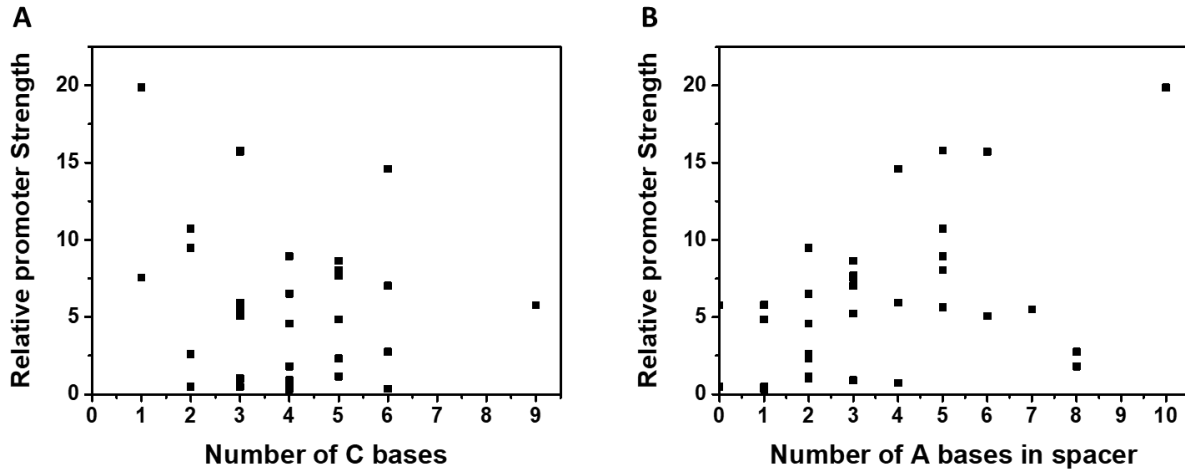 A
Relative promoter Strength
20
15
10
5
0
0 1 2 3 4 5 6 7 8 9
Number of C bases
B
Relative promoter Strength
20
15
10
5
0
0 1 2 3 4 5 6 7 8 9 10
Number of A bases in spacer